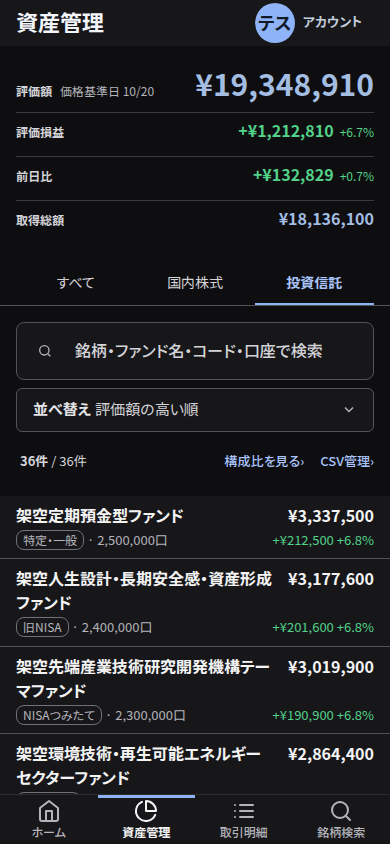 資産管理
テス アカウント
評価額 価格基準日 10/20 ¥19,348,910
評価損益 +¥1,212,810 +6.7%
前日比 +¥132,829 +0.7%
取得総額 ¥18,136,100
すべて 国内株式 投資信託
銘柄・ファンド名・コード・口座で検索
並べ替え 評価額の高い順
36件 / 36件 構成比を見る› CSV管理›
架空定期預金型ファンド ¥3,337,500
特定・一般 · 2,500,000口 +¥212,500 +6.8%
架空人生設計・長期安全感・資産形成 ¥3,177,600
ファンド
旧NISA · 2,400,000口 +¥201,600 +6.8%
架空先端産業技術研究開発機構テー ¥3,019,900
マファンド
NISAつみたて · 2,300,000口 +¥190,900 +6.8%
架空環境技術・再生可能エネルギー ¥2,864,400
セクターファンド
ホーム 資産管理 取引明細 銘柄検索